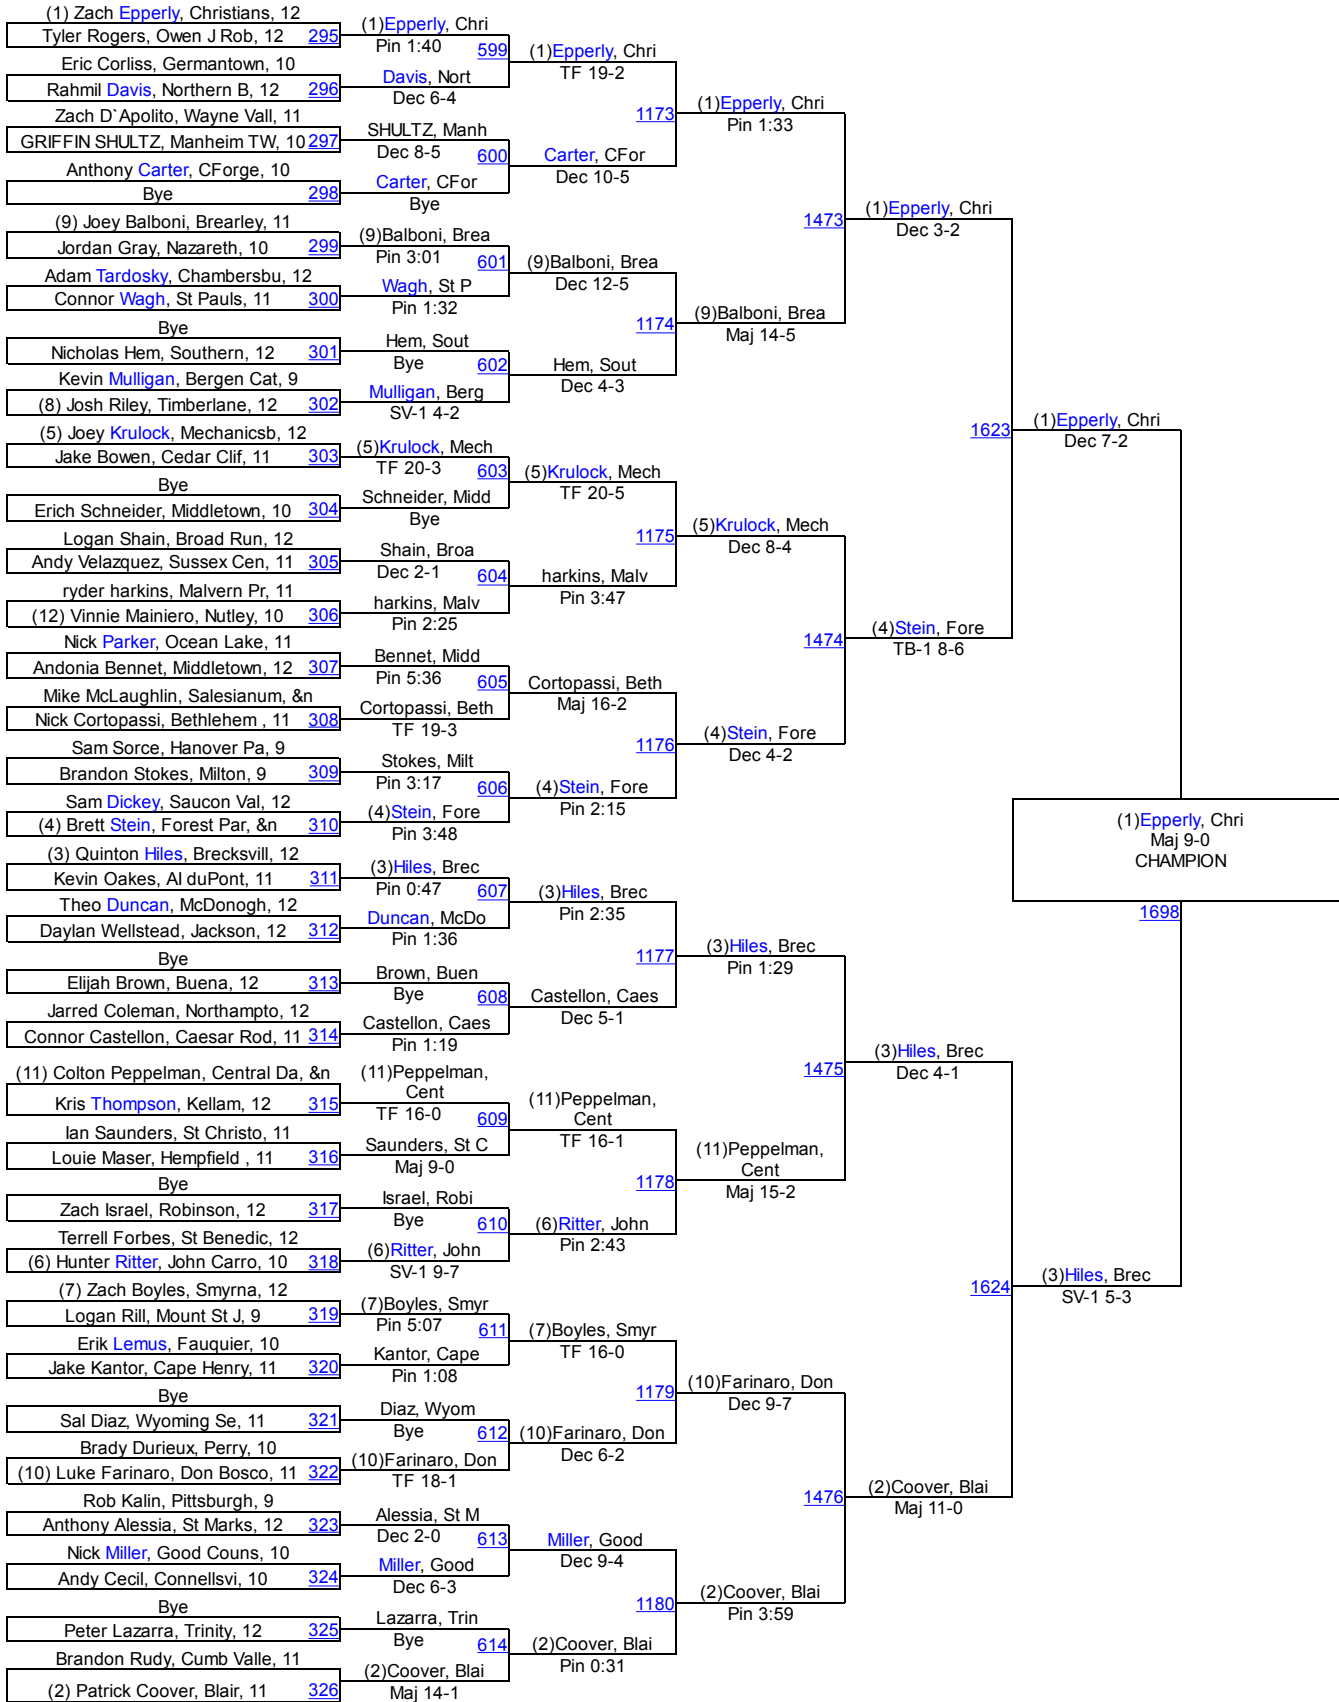 (1) Zach Epperly, Christians, 12
Tyler Rogers, Owen J Rob, 12 295
Eric Corliss, Germantown, 10
Rahmil Davis, Northern B, 12 296
Zach D`Apolito, Wayne Vall, 11
GRIFFIN SHULTZ, Manheim TW, 10 297
Anthony Carter, CForge, 10
Bye 298
(9) Joey Balboni, Brearley, 11
Jordan Gray, Nazareth, 10 299
Adam Tardosky, Chambersbu, 12
Connor Wagh, St Pauls, 11 300
Bye
Nicholas Hem, Southern, 12 301
Kevin Mulligan, Bergen Cat, 9
(8) Josh Riley, Timberlane, 12 302
(5) Joey Krulock, Mechanicsb, 12
Jake Bowen, Cedar Clif, 11 303
Bye
Erich Schneider, Middletown, 10 304
Logan Shain, Broad Run, 12
Andy Velazquez, Sussex Cen, 11 305
ryder harkins, Malvern Pr, 11
(12) Vinnie Mainiero, Nutley, 10 306
Nick Parker, Ocean Lake, 11
Andonia Bennet, Middletown, 12 307
Mike McLaughlin, Salesianum, &n
Nick Cortopassi, Bethlehem , 11 308
Sam Sorce, Hanover Pa, 9
Brandon Stokes, Milton, 9 309
Sam Dickey, Saucon Val, 12
(4) Brett Stein, Forest Par, &n 310
(3) Quinton Hiles, Brecksvill, 12
Kevin Oakes, AI duPont, 11 311
Theo Duncan, McDonogh, 12
Daylan Wellstead, Jackson, 12 312
Bye
Elijah Brown, Buena, 12 313
Jarred Coleman, Northampto, 12
Connor Castellon, Caesar Rod, 11 314
(11) Colton Peppelman, Central Da, &n
Kris Thompson, Kellam, 12 315
Ian Saunders, St Christo, 11
Louie Maser, Hempfield , 11 316
Bye
Zach Israel, Robinson, 12 317
Terrell Forbes, St Benedic, 12
(6) Hunter Ritter, John Carro, 10 318
(7) Zach Boyles, Smyrna, 12
Logan Rill, Mount St J, 9 319
Erik Lemus, Fauquier, 10
Jake Kantor, Cape Henry, 11 320
Bye
Sal Diaz, Wyoming Se, 11 321
Brady Durieux, Perry, 10
(10) Luke Farinaro, Don Bosco, 11 322
Rob Kalin, Pittsburgh, 9
Anthony Alessia, St Marks, 12 323
Nick Miller, Good Couns, 10
Andy Cecil, Connellsvi, 10 324
Bye
Peter Lazarra, Trinity, 12 325
Brandon Rudy, Cumb Valle, 11
(2) Patrick Coover, Blair, 11 326
(1)Epperly, Chri
Pin 1:40
599
Davis, Nort
Dec 6-4
SHULTZ, Manh
Dec 8-5
600
Carter, CFor
Bye
(9)Balboni, Brea
Pin 3:01
601
Wagh, St P
Pin 1:32
Hem, Sout
Bye
602
Mulligan, Berg
SV-1 4-2
(5)Krulock, Mech
TF 20-3
603
Schneider, Midd
Bye
Shain, Broa
Dec 2-1
604
harkins, Malv
Pin 2:25
Bennet, Midd
Pin 5:36
605
Cortopassi, Beth
TF 19-3
Stokes, Milt
Pin 3:17
606
(4)Stein, Fore
Pin 3:48
(3)Hiles, Brec
Pin 0:47
607
Duncan, McDo
Pin 1:36
Brown, Buen
Bye
608
Castellon, Caes
Pin 1:19
(11)Peppelman,
Cent
TF 16-0
609
Saunders, St C
Maj 9-0
Israel, Robi
Bye
610
(6)Ritter, John
SV-1 9-7
(7)Boyles, Smyr
Pin 5:07
611
Kantor, Cape
Pin 1:08
Diaz, Wyom
Bye
612
(10)Farinaro, Don
TF 18-1
Alessia, St M
Dec 2-0
613
Miller, Good
Dec 6-3
Lazarra, Trin
Bye
614
(2)Coover, Blai
Maj 14-1
(1)Epperly, Chri
TF 19-2
1173
Carter, CFor
Dec 10-5
(9)Balboni, Brea
Dec 12-5
1174
Hem, Sout
Dec 4-3
(5)Krulock, Mech
TF 20-5
1175
harkins, Malv
Pin 3:47
Cortopassi, Beth
Maj 16-2
1176
(4)Stein, Fore
Pin 2:15
(3)Hiles, Brec
Pin 2:35
1177
Castellon, Caes
Dec 5-1
(11)Peppelman,
Cent
TF 16-1
1178
(6)Ritter, John
Pin 2:43
(7)Boyles, Smyr
TF 16-0
1179
(10)Farinaro, Don
Dec 6-2
Miller, Good
Dec 9-4
1180
(2)Coover, Blai
Pin 0:31
(1)Epperly, Chri
Pin 1:33
1473
(9)Balboni, Brea
Maj 14-5
(5)Krulock, Mech
Dec 8-4
1474
(4)Stein, Fore
Dec 4-2
(3)Hiles, Brec
Pin 1:29
1475
(11)Peppelman,
Cent
Maj 15-2
(10)Farinaro, Don
Dec 9-7
1476
(2)Coover, Blai
Pin 3:59
(1)Epperly, Chri
Dec 3-2
1623
(4)Stein, Fore
TB-1 8-6
(3)Hiles, Brec
Dec 4-1
1624
(2)Coover, Blai
Maj 11-0
(1)Epperly, Chri
Dec 7-2
(3)Hiles, Brec
SV-1 5-3
(1)Epperly, Chri
Maj 9-0
CHAMPION
1698